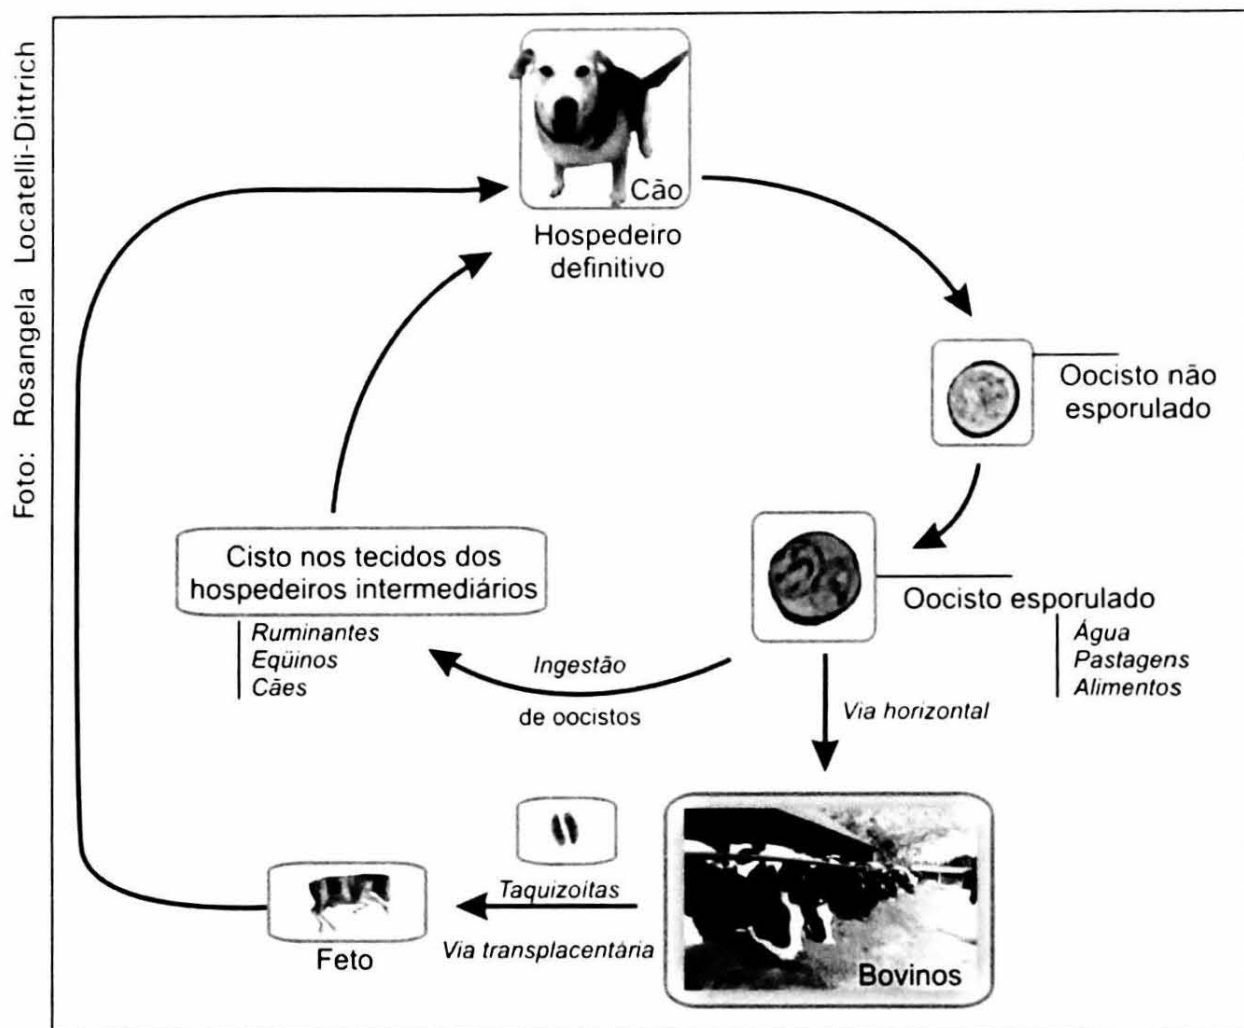 Foto: Rosangela Locatelli-Dittrich
Cão
Hospedeiro
definitivo
Oocisto não
esporulado
Cisto nos tecidos dos
hospedeiros intermediários
Ruminantes
Eqüinos
Cães
Oocisto esporulado
Água
Pastagens
Alimentos
Ingestão
de oocistos
Via horizontal
Taquizoitas
Via transplacentária
Feto
Bovinos